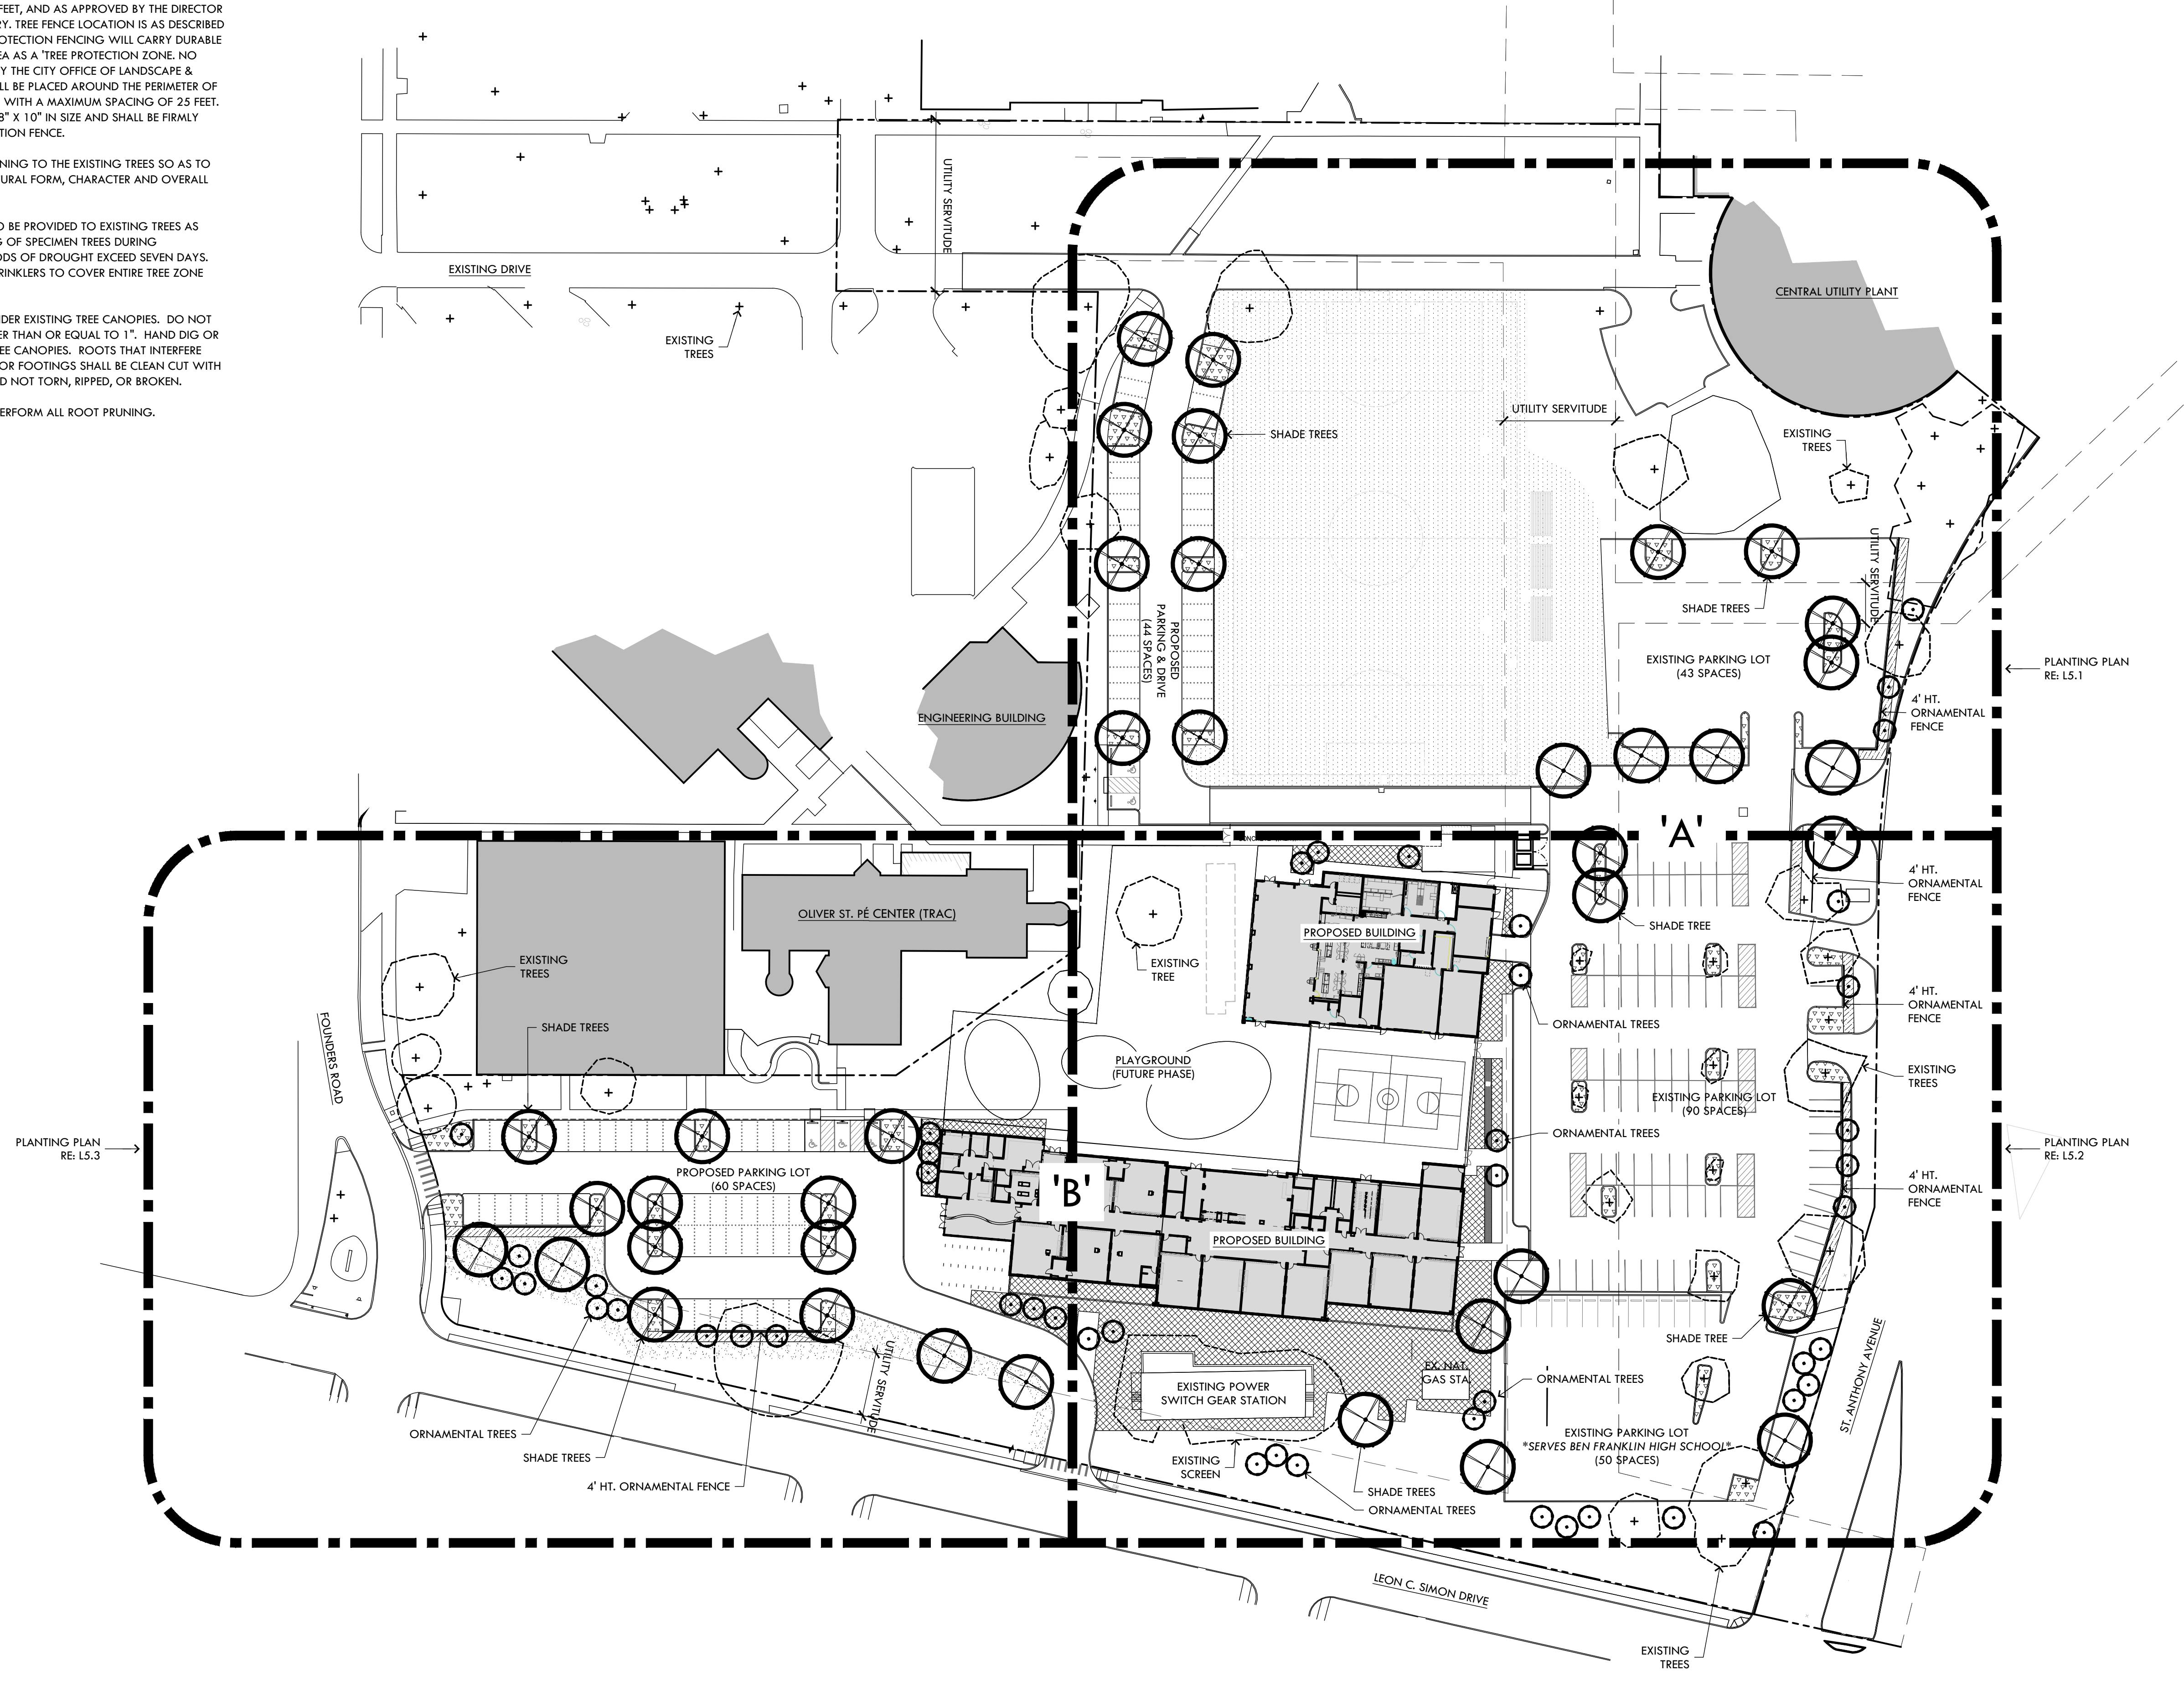 FEET, AND AS APPROVED BY THE DIRECTOR
RY. TREE FENCE LOCATION IS AS DESCRIBED
OTECTION FENCING WILL CARRY DURABLE
EA AS A 'TREE PROTECTION ZONE. NO
Y THE CITY OFFICE OF LANDSCAPE &
LL BE PLACED AROUND THE PERIMETER OF
WITH A MAXIMUM SPACING OF 25 FEET.
8" X 10" IN SIZE AND SHALL BE FIRMLY
TION FENCE.
NING TO THE EXISTING TREES SO AS TO
URAL FORM, CHARACTER AND OVERALL
D BE PROVIDED TO EXISTING TREES AS
G OF SPECIMEN TREES DURING
ODS OF DROUGHT EXCEED SEVEN DAYS.
RINKLERS TO COVER ENTIRE TREE ZONE
DER EXISTING TREE CANOPIES. DO NOT
ER THAN OR EQUAL TO 1". HAND DIG OR
EE CANOPIES. ROOTS THAT INTERFERE
OR FOOTINGS SHALL BE CLEAN CUT WITH
D NOT TORN, RIPPED, OR BROKEN.
ERFORM ALL ROOT PRUNING.
UTILITY SERVITUDE
EXISTING DRIVE
EXISTING
TREES
CENTRAL UTILITY PLANT
UTILITY SERVITUDE
SHADE TREES
EXISTING
TREES
UTILITY SERVITUDE
SHADE TREES
PROPOSED
PARKING & DRIVE
(44 SPACES)
EXISTING PARKING LOT
(43 SPACES)
PLANTING PLAN
RE: L5.1
4' HT.
ORNAMENTAL
FENCE
ENGINEERING BUILDING
'A'
4' HT.
ORNAMENTAL
FENCE
OLIVER ST. PÉ CENTER (TRAC)
SHADE TREE
PROPOSED BUILDING
EXISTING
TREES
EXISTING
TREE
4' HT.
ORNAMENTAL
FENCE
SHADE TREES
ORNAMENTAL TREES
FOUNDERS ROAD
PLAYGROUND
(FUTURE PHASE)
EXISTING
TREES
EXISTING PARKING LOT
(90 SPACES)
ORNAMENTAL TREES
PLANTING PLAN
RE: L5.3
PLANTING PLAN
RE: L5.2
PROPOSED PARKING LOT
(60 SPACES)
'B'
4' HT.
ORNAMENTAL
FENCE
PROPOSED BUILDING
SHADE TREE
UTILITY SERVITUDE
EX. NAT.
GAS STA.
ST. ANTHONY AVENUE
EXISTING POWER
SWITCH GEAR STATION
ORNAMENTAL TREES
ORNAMENTAL TREES
EXISTING PARKING LOT
*SERVES BEN FRANKLIN HIGH SCHOOL*
(50 SPACES)
SHADE TREES
EXISTING
SCREEN
4' HT. ORNAMENTAL FENCE
SHADE TREES
ORNAMENTAL TREES
LEON C. SIMON DRIVE
EXISTING
TREES